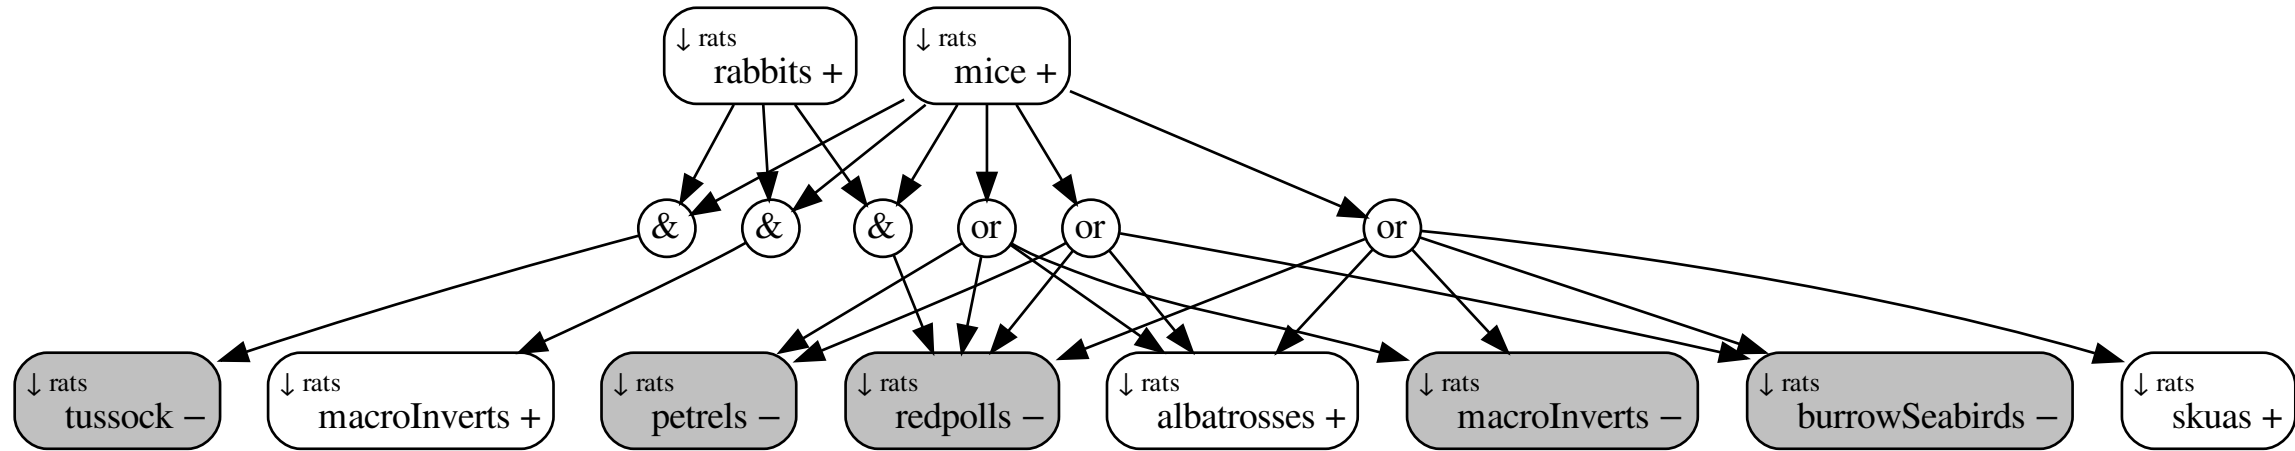 ↓ rats
rabbits +
↓ rats
mice +
&
&
&
or
or
or
↓ rats
tussock −
↓ rats
macroInverts +
↓ rats
petrels −
↓ rats
redpolls −
↓ rats
albatrosses +
↓ rats
macroInverts −
↓ rats
burrowSeabirds −
↓ rats
skuas +